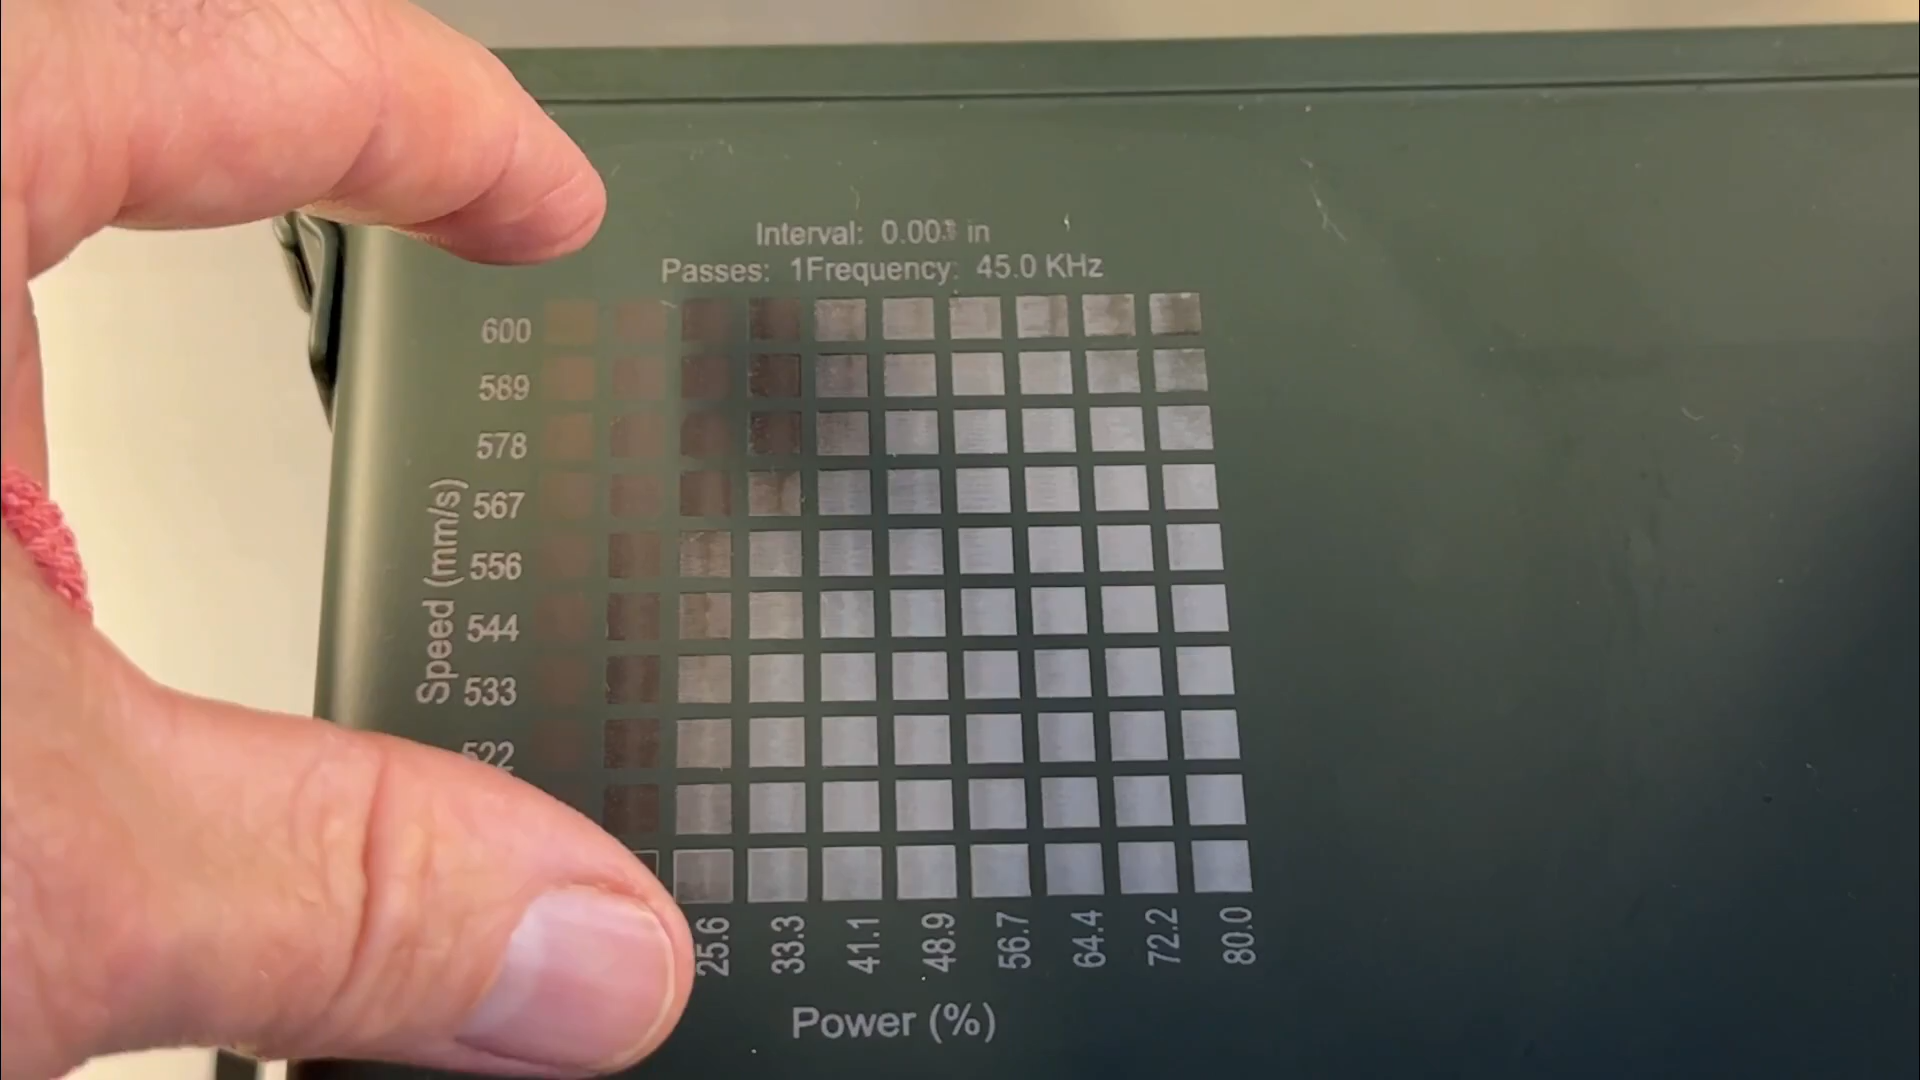 Interval: 0.003 in
Passes: 1Frequency: 45.0 KHz
600
589
578
567
556
544
533
522
Speed (mm/s)
25.6 33.3 41.1 48.9 56.7 64.4 72.2 80.0
Power (%)